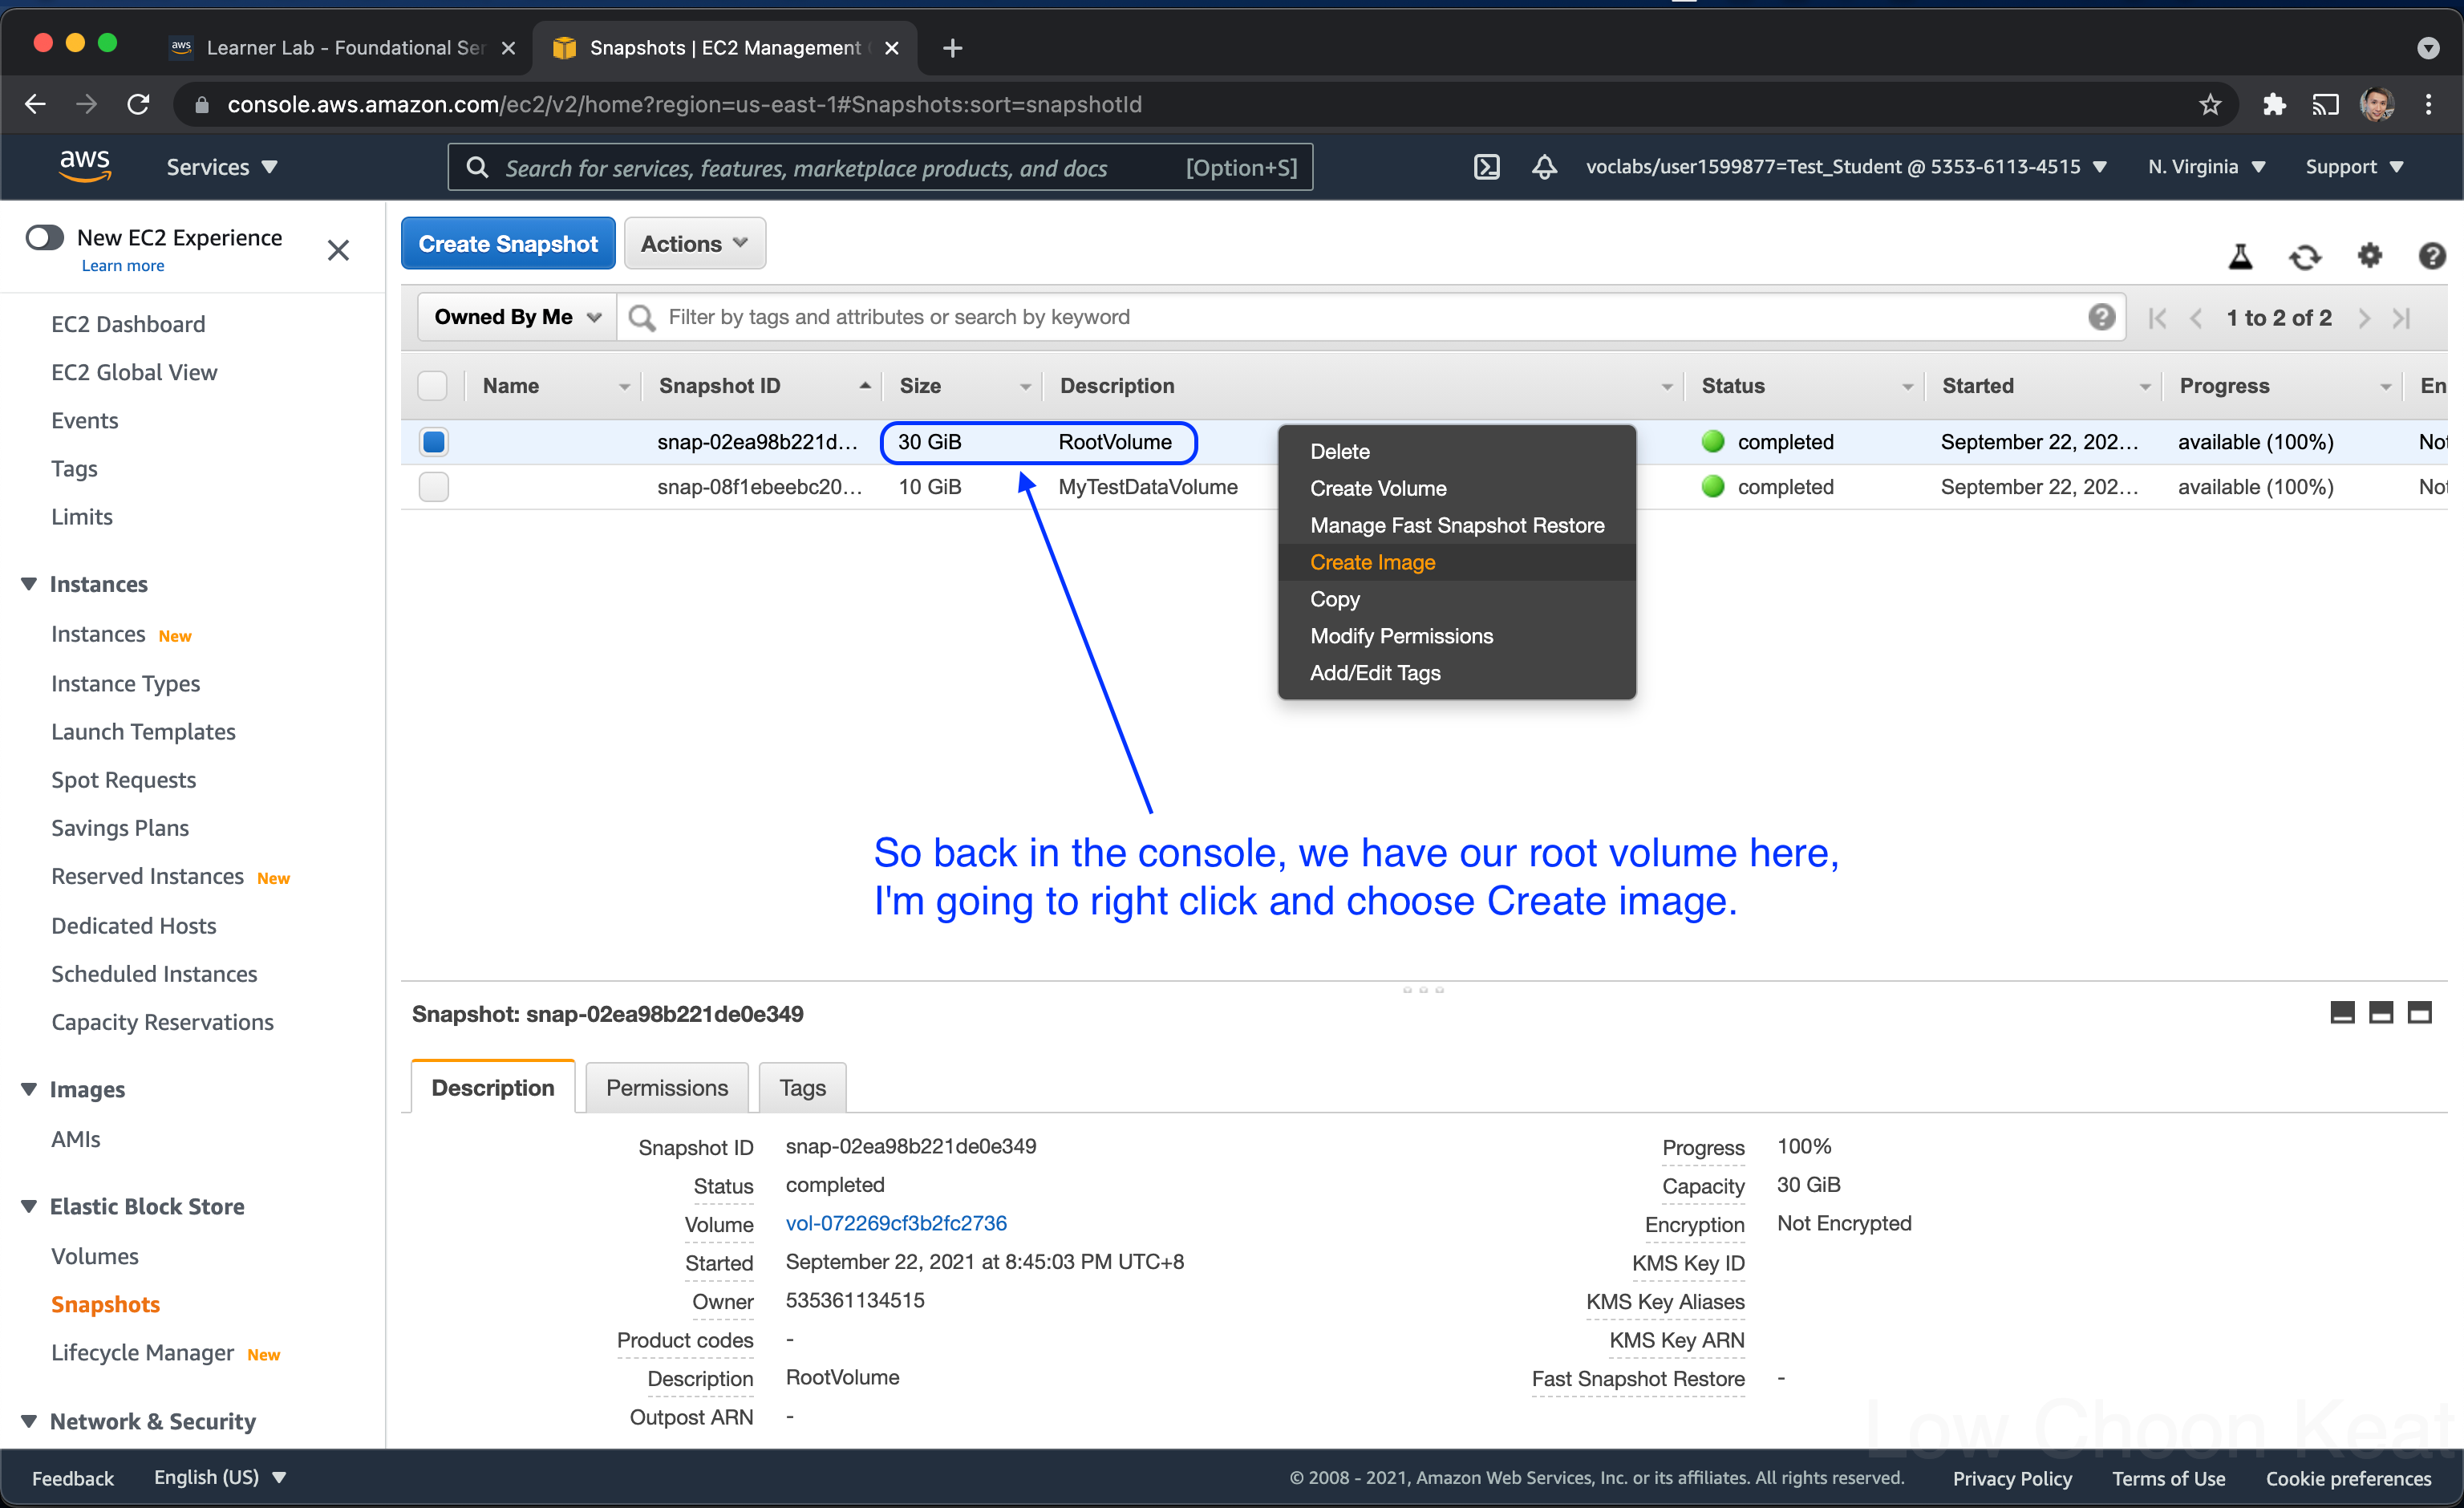 Learner Lab - Foundational Ser
Snapshots | EC2 Management
console.aws.amazon.com/ec2/v2/home?region=us-east-1#Snapshots:sort=snapshotId
aws
Services
Search for services, features, marketplace products, and docs [Option+S]
voclabs/user1599877=Test_Student @ 5353-6113-4515
N. Virginia
Support
New EC2 Experience
Learn more
EC2 Dashboard
EC2 Global View
Events
Tags
Limits
Instances
Instances New
Instance Types
Launch Templates
Spot Requests
Savings Plans
Reserved Instances New
Dedicated Hosts
Scheduled Instances
Capacity Reservations
Images
AMIs
Elastic Block Store
Volumes
Snapshots
Lifecycle Manager New
Network & Security
Create Snapshot
Actions
Owned By Me
Filter by tags and attributes or search by keyword
1 to 2 of 2
Name Snapshot ID Size Description Status Started Progress En
snap-02ea98b221d... 30 GiB RootVolume completed September 22, 202... available (100%) Not
snap-08f1ebeebc20... 10 GiB MyTestDataVolume completed September 22, 202... available (100%) Not
Delete
Create Volume
Manage Fast Snapshot Restore
Create Image
Copy
Modify Permissions
Add/Edit Tags
So back in the console, we have our root volume here,
I'm going to right click and choose Create image.
Snapshot: snap-02ea98b221de0e349
Description Permissions Tags
Snapshot ID snap-02ea98b221de0e349
Status completed
Volume vol-072269cf3b2fc2736
Started September 22, 2021 at 8:45:03 PM UTC+8
Owner 535361134515
Product codes -
Description RootVolume
Outpost ARN -
Progress 100%
Capacity 30 GiB
Encryption Not Encrypted
KMS Key ID
KMS Key Aliases
KMS Key ARN
Fast Snapshot Restore -
Low Choon Keat
Feedback
English (US)
© 2008 - 2021, Amazon Web Services, Inc. or its affiliates. All rights reserved.
Privacy Policy
Terms of Use
Cookie preferences